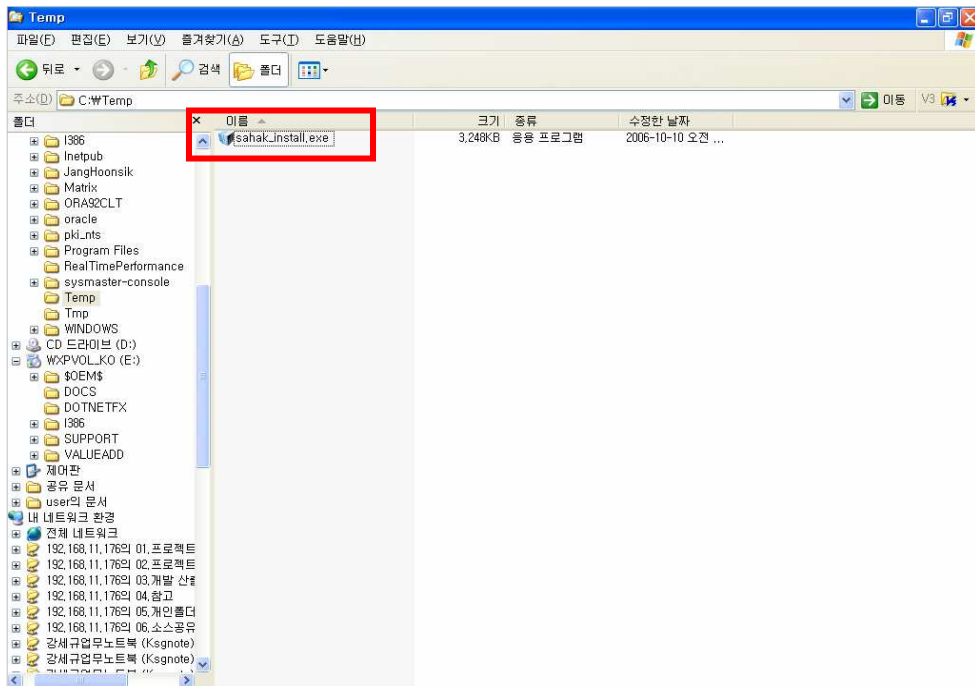 Temp
파일(F) 편집(E) 보기(V) 즐겨찾기(A) 도구(T) 도움말(H)
뒤로 검색 폴더
주소(D) C:₩Temp 이동 V3
폴더 이름 크기 종류 수정한 날짜
sahak_install.exe 3,248KB 응용 프로그램 2006-10-10 오전 ...
I386
Inetpub
JangHoonsik
Matrix
ORA92CLT
oracle
pki_nts
Program Files
RealTimePerformance
sysmaster-console
Temp
Tmp
WINDOWS
CD 드라이브 (D:)
WXPVOL_KO (E:)
$OEM$
DOCS
DOTNETFX
I386
SUPPORT
VALUEADD
제어판
공유 문서
user의 문서
내 네트워크 환경
전체 네트워크
192.168.11.176의 01.프로젝트
192.168.11.176의 02.프로젝트
192.168.11.176의 03.개발 산출
192.168.11.176의 04.참고
192.168.11.176의 05.개인폴더
192.168.11.176의 06.소스공유
강세규업무노트북 (Ksgnote)
강세규업무노트북 (Ksgnote)